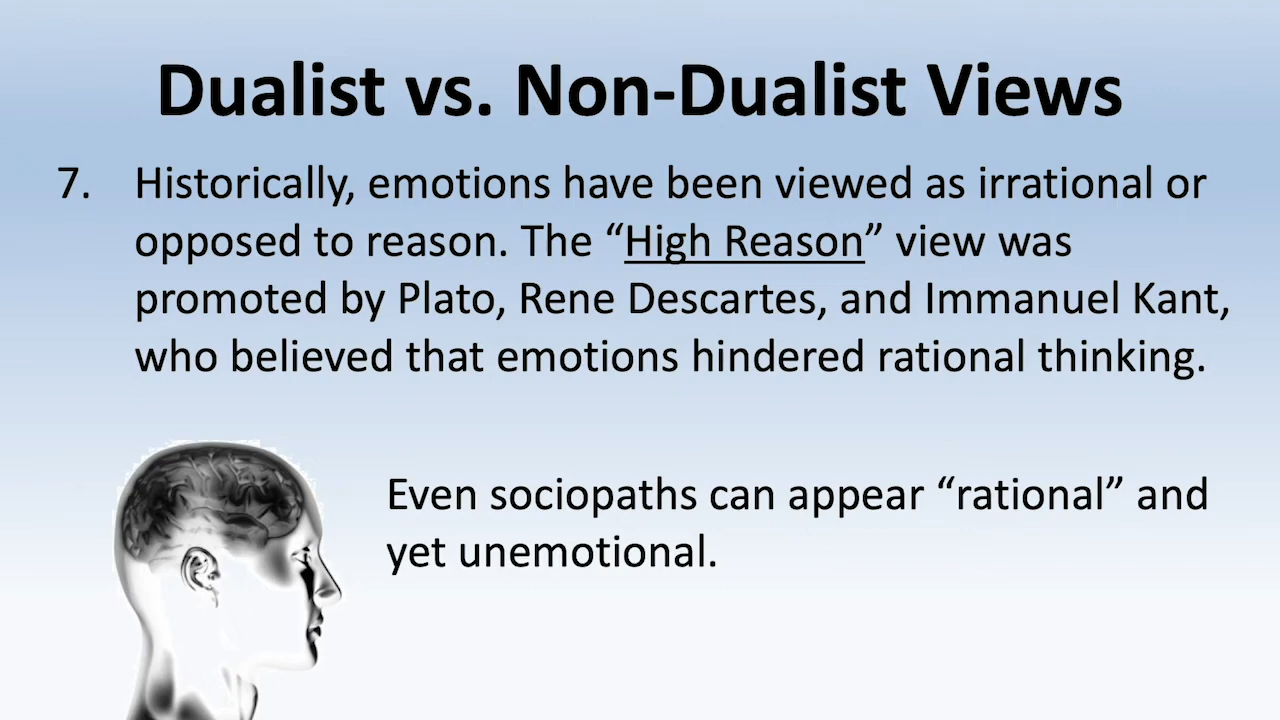 Dualist vs. Non-Dualist Views
7. Historically, emotions have been viewed as irrational or
opposed to reason. The “High Reason” view was
promoted by Plato, Rene Descartes, and Immanuel Kant,
who believed that emotions hindered rational thinking.
Even sociopaths can appear “rational” and
yet unemotional.